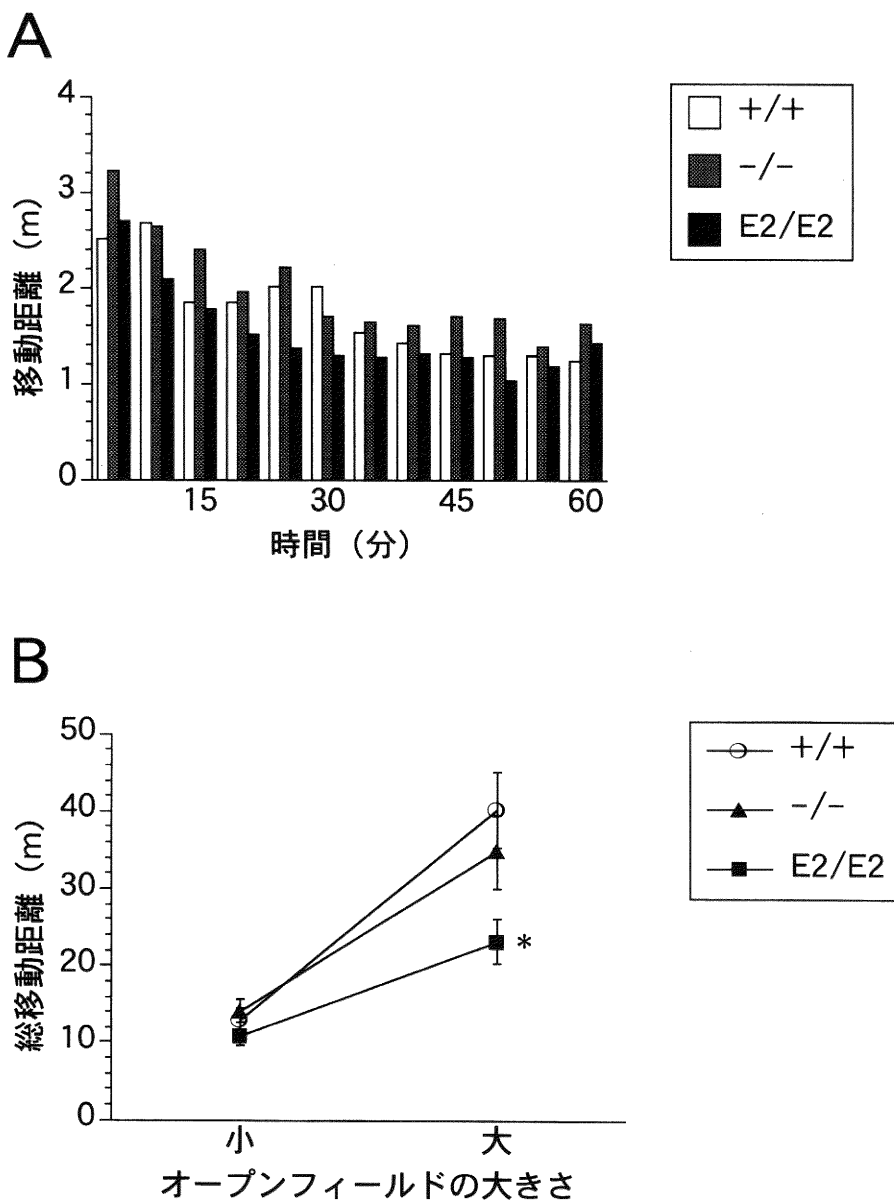 A
4
3
2
1
0
移動距離 (m)
15 30 45 60
時間 (分)
+/+
-/-
E2/E2
B
50
40
30
20
10
0
総移動距離 (m)
*
小 大
オープンフィールドの大きさ
+/+
-/-
E2/E2